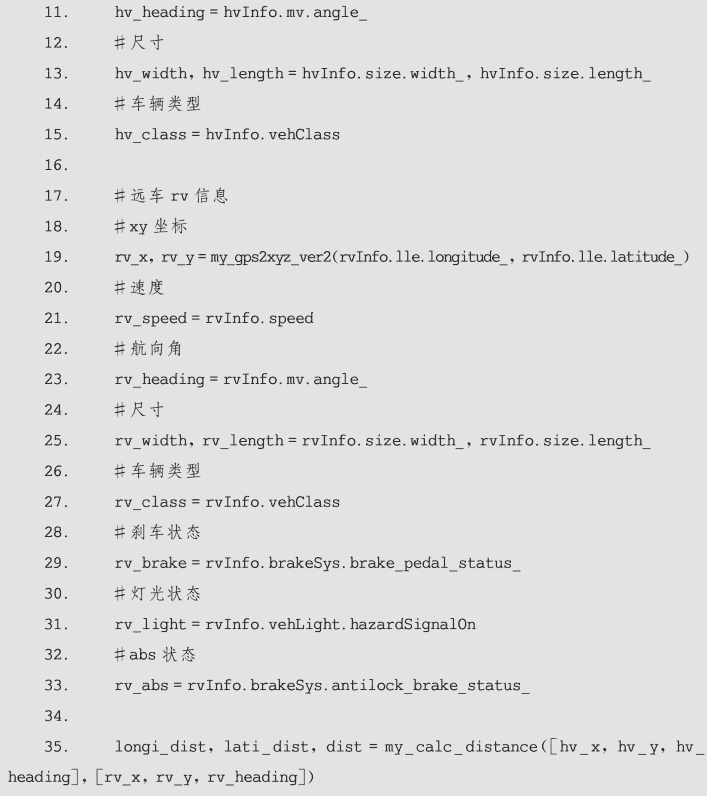 11. hv_heading = hvInfo.mv.angle_
12. #尺寸
13. hv_width, hv_length = hvInfo.size.width_, hvInfo.size.length_
14. #车辆类型
15. hv_class = hvInfo.vehClass
16.
17. #远车 rv 信息
18. #xy 坐标
19. rv_x, rv_y = my_gps2xyz_ver2(rvInfo.lle.longitude_, rvInfo.lle.latitude_)
20. #速度
21. rv_speed = rvInfo.speed
22. #航向角
23. rv_heading = rvInfo.mv.angle_
24. #尺寸
25. rv_width, rv_length = rvInfo.size.width_, rvInfo.size.length_
26. #车辆类型
27. rv_class = rvInfo.vehClass
28. #刹车状态
29. rv_brake = rvInfo.brakeSys.brake_pedal_status_
30. #灯光状态
31. rv_light = rvInfo.vehLight.hazardSignalOn
32. #abs 状态
33. rv_abs = rvInfo.brakeSys.antilock_brake_status_
34.
35. longi_dist, lati_dist, dist = my_calc_distance([hv_x, hv_y, hv_
heading], [rv_x, rv_y, rv_heading])